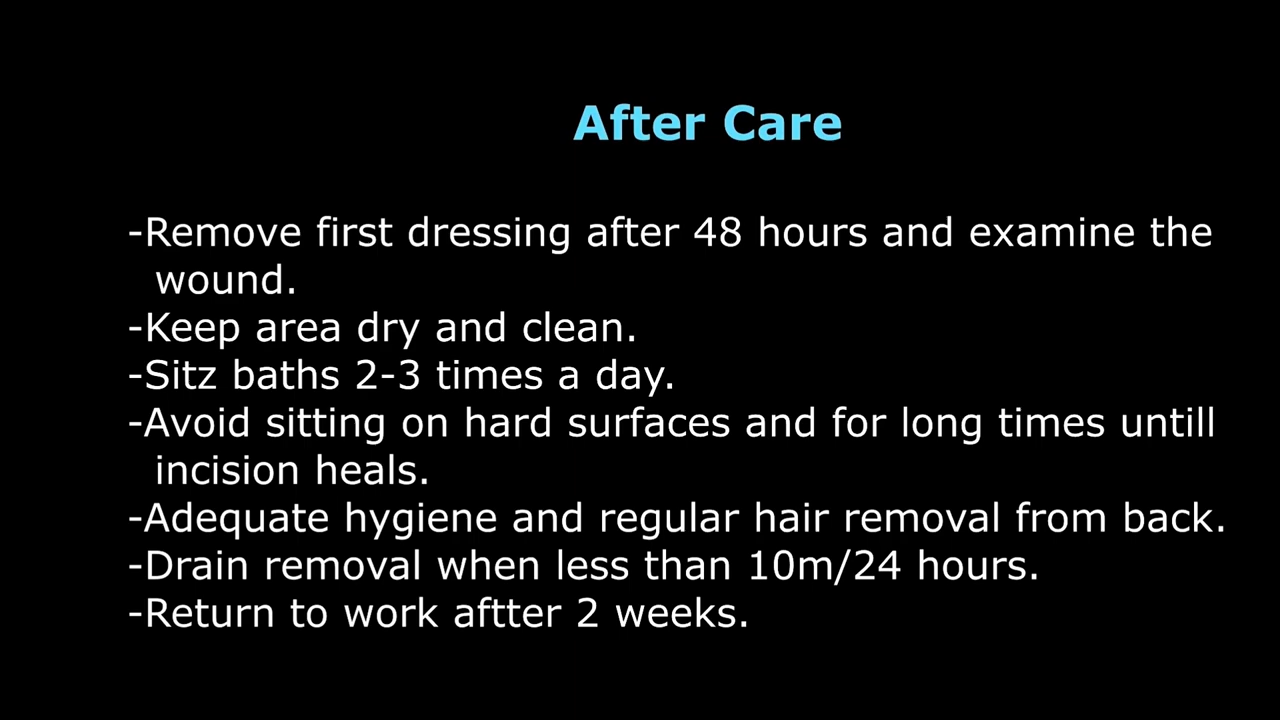 After Care
-Remove first dressing after 48 hours and examine the
wound.
-Keep area dry and clean.
-Sitz baths 2-3 times a day.
-Avoid sitting on hard surfaces and for long times untill
incision heals.
-Adequate hygiene and regular hair removal from back.
-Drain removal when less than 10m/24 hours.
-Return to work aftter 2 weeks.